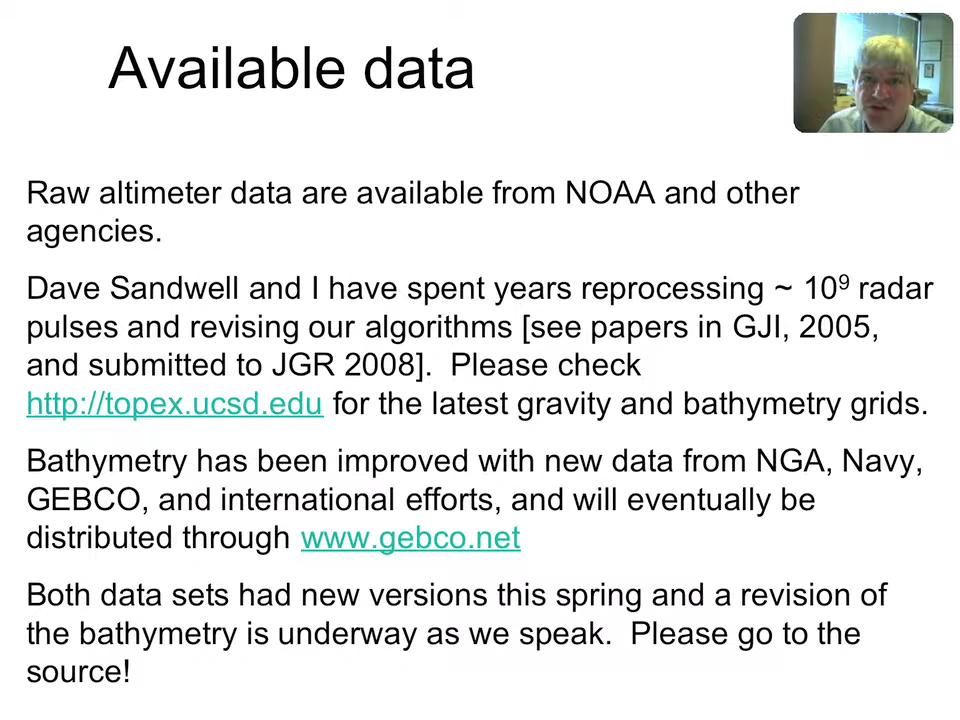 Available data
Raw altimeter data are available from NOAA and other
agencies.
Dave Sandwell and I have spent years reprocessing ~ 10⁹ radar
pulses and revising our algorithms [see papers in GJI, 2005,
and submitted to JGR 2008].  Please check
http://topex.ucsd.edu for the latest gravity and bathymetry grids.
Bathymetry has been improved with new data from NGA, Navy,
GEBCO, and international efforts, and will eventually be
distributed through www.gebco.net
Both data sets had new versions this spring and a revision of
the bathymetry is underway as we speak.  Please go to the
source!